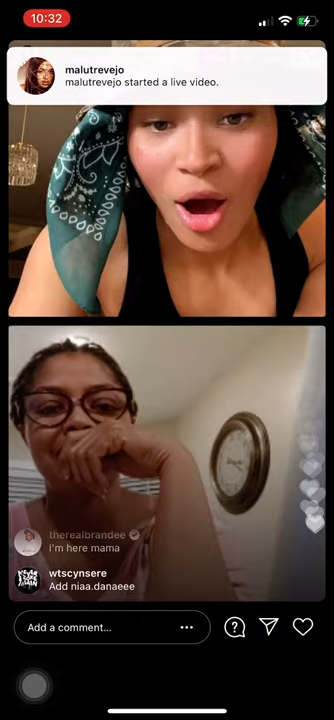 10:32
malutrevejo
malutrevejo started a live video.
therealbrandee
I'm here mama
wtscynsere
Add niaa.danaeee
Add a comment...